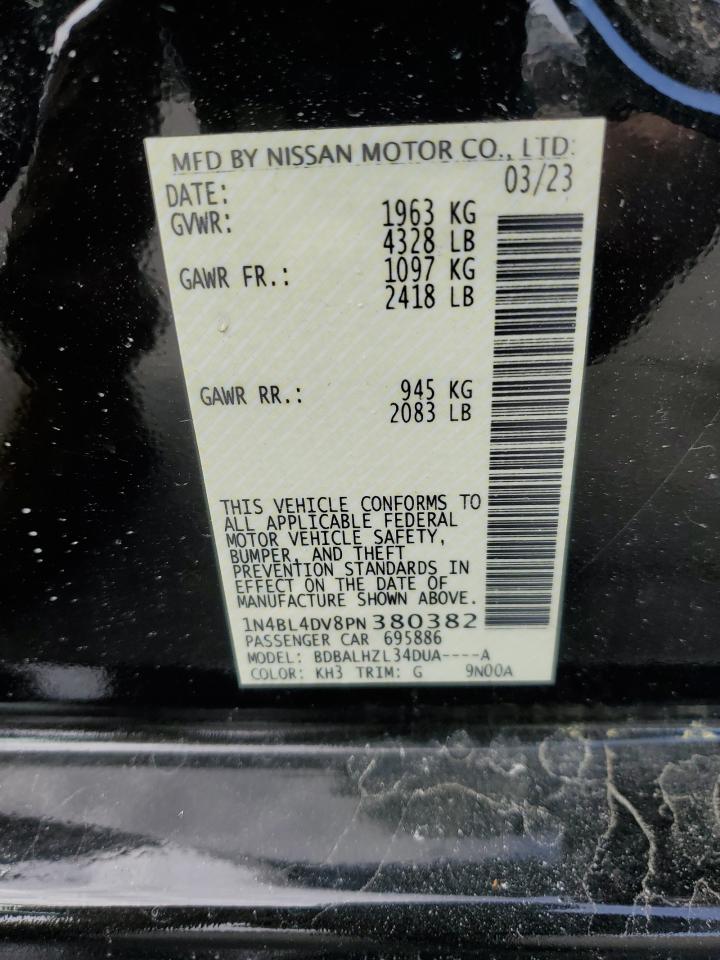 MFD BY NISSAN MOTOR CO., LTD:
DATE: 03/23
GVWR: 1963 KG
4328 LB
GAWR FR.: 1097 KG
2418 LB
GAWR RR.: 945 KG
2083 LB
THIS VEHICLE CONFORMS TO
ALL APPLICABLE FEDERAL
MOTOR VEHICLE SAFETY,
BUMPER, AND THEFT
PREVENTION STANDARDS IN
EFFECT ON THE DATE OF
MANUFACTURE SHOWN ABOVE.
1N4BL4DV8PN380382
PASSENGER CAR 695886
MODEL: BDBALHZL34DUA----A
COLOR: KH3 TRIM: G 9N00A